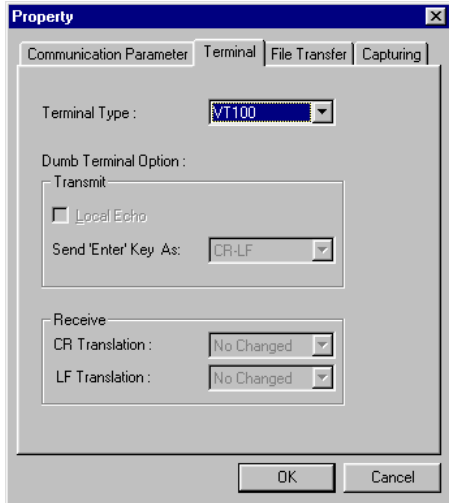 Property
Communication Parameter Terminal File Transfer Capturing
Terminal Type : VT100
Dumb Terminal Option :
Transmit
Local Echo
Send 'Enter' Key As: CR-LF
Receive
CR Translation : No Changed
LF Translation : No Changed
OK Cancel